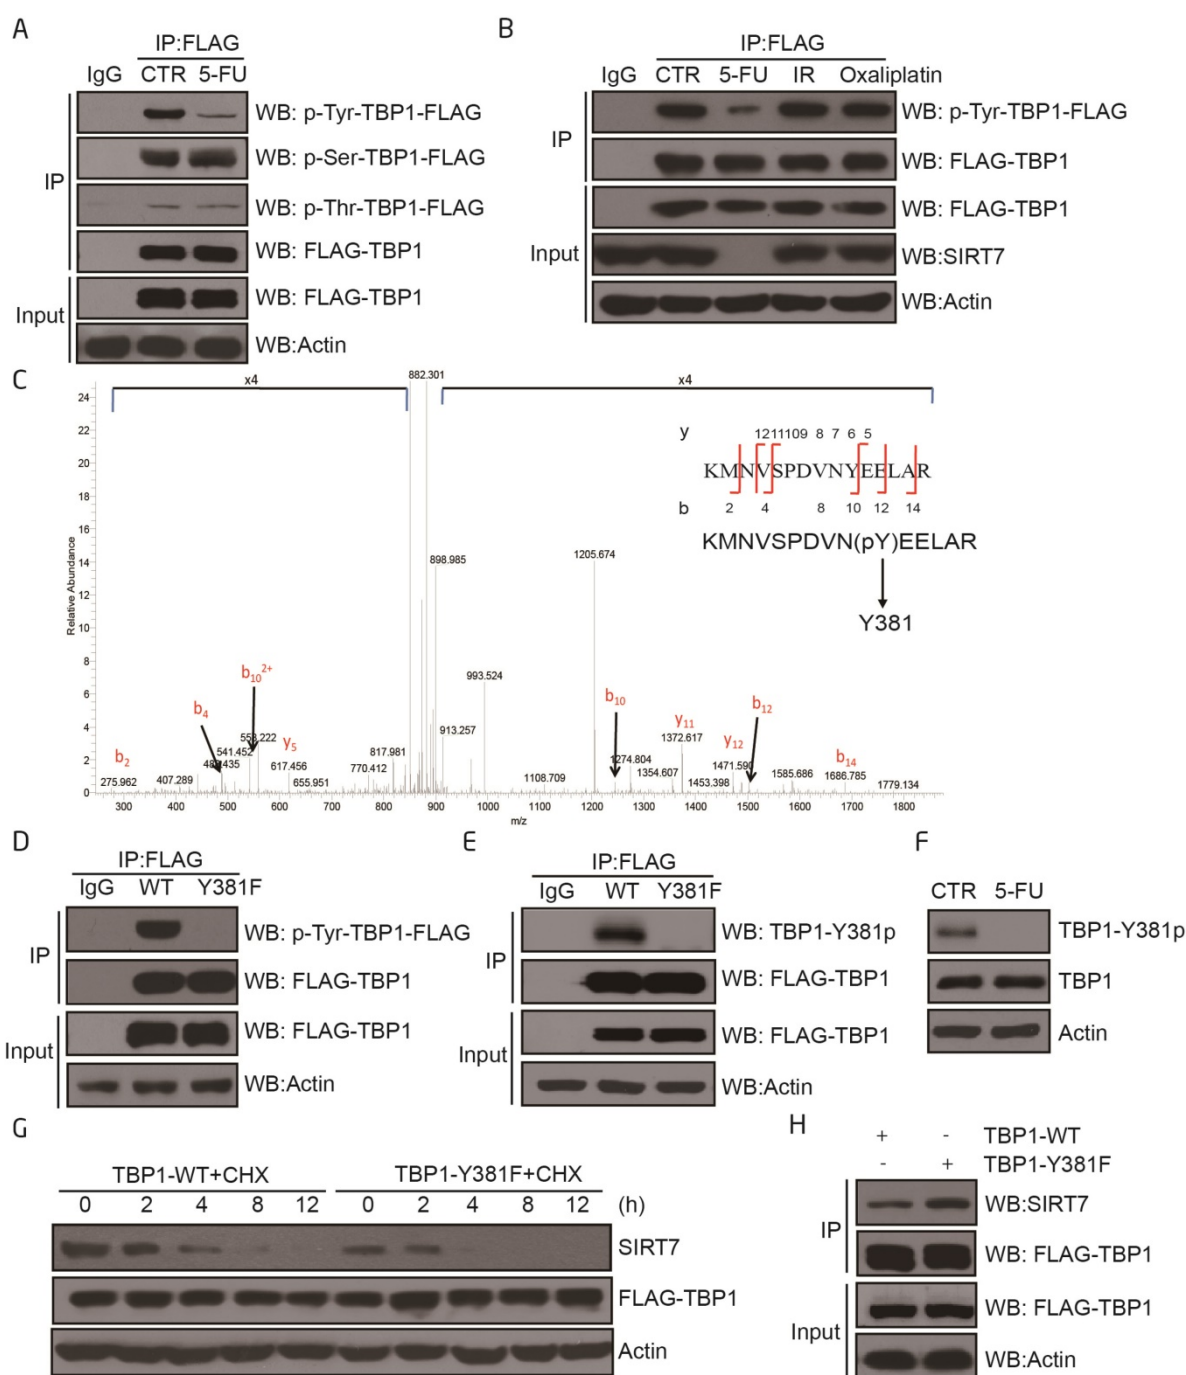 A
IP:FLAG
IgG CTR 5-FU
IP
WB: p-Tyr-TBP1-FLAG
WB: p-Ser-TBP1-FLAG
WB: p-Thr-TBP1-FLAG
WB: FLAG-TBP1
Input
WB: FLAG-TBP1
WB:Actin
B
IP:FLAG
IgG CTR 5-FU IR Oxaliplatin
IP
WB: p-Tyr-TBP1-FLAG
WB: FLAG-TBP1
Input
WB: FLAG-TBP1
WB:SIRT7
WB:Actin
C
x4 882.301 x4
Relative Abundance
24
22
20
18
16
14
12
10
8
6
4
2
0
y 12 11 10 9 8 7 6 5
KMNVSPDVNYEELAR
b 2 4 8 10 12 14
KMNVSPDVN(pY)EELAR
Y381
898.985
1205.674
993.524
b2 b4 b10 2+ y5 b10 y11 y12 b12 b14
275.962
407.289
541.452
617.456
655.951
770.412
817.981
913.257
1108.709
1274.804
1354.607
1372.617
1453.398
1471.590
1585.686
1686.785
1779.134
300 400 500 600 700 800 900 1000 1100 1200 1300 1400 1500 1600 1700 1800
m/z
D
IP:FLAG
IgG WT Y381F
IP
WB: p-Tyr-TBP1-FLAG
WB: FLAG-TBP1
Input
WB: FLAG-TBP1
WB:Actin
E
IP:FLAG
IgG WT Y381F
IP
WB: TBP1-Y381p
WB: FLAG-TBP1
Input
WB: FLAG-TBP1
WB:Actin
F
CTR 5-FU
TBP1-Y381p
TBP1
Actin
G
TBP1-WT+CHX TBP1-Y381F+CHX
0 2 4 8 12 0 2 4 8 12 (h)
SIRT7
FLAG-TBP1
Actin
H
+ - TBP1-WT
- + TBP1-Y381F
IP
WB:SIRT7
WB: FLAG-TBP1
Input
WB: FLAG-TBP1
WB:Actin